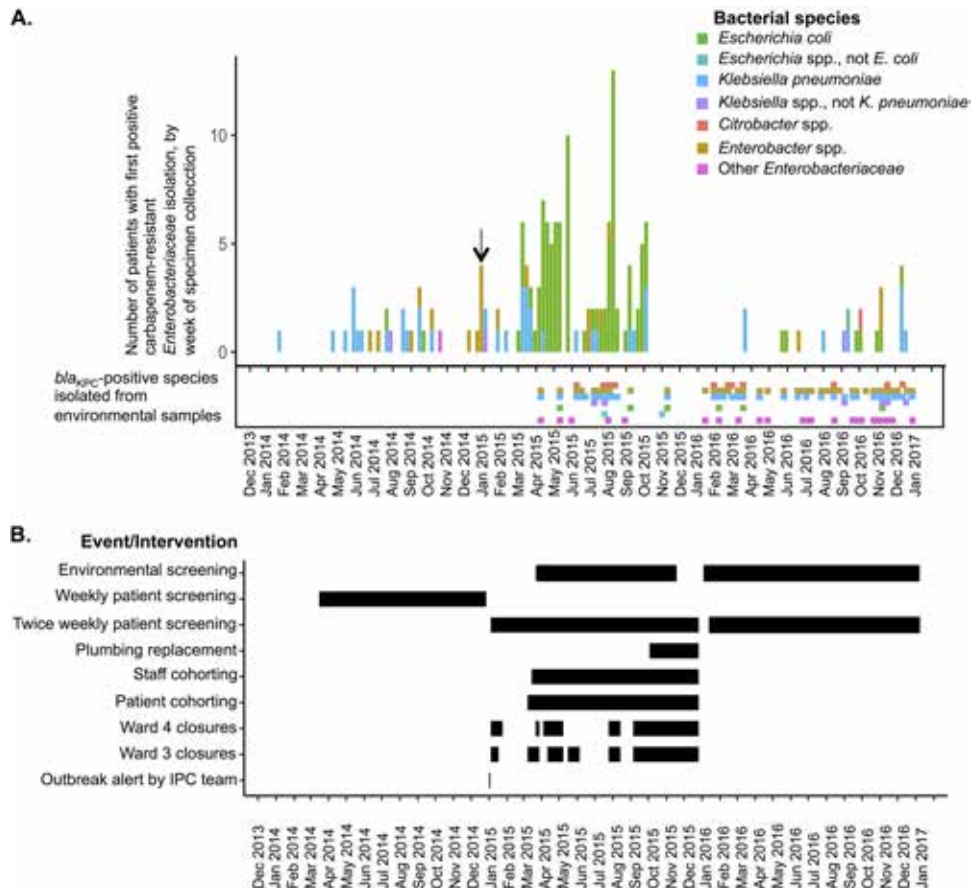 A.
Bacterial species
Escherichia coli
Escherichia spp., not E. coli
Klebsiella pneumoniae
Klebsiella spp., not K. pneumoniae
Citrobacter spp.
Enterobacter spp.
Other Enterobacteriaceae
Number of patients with first positive
carbapenem-resistant
Enterobacteriaceae isolation, by
week of specimen collecction
10
5
0
blaKPC-positive species
isolated from
environmental samples
Dec 2013
Jan 2014
Feb 2014
Mar 2014
Apr 2014
May 2014
Jun 2014
Jul 2014
Aug 2014
Sep 2014
Oct 2014
Nov 2014
Dec 2014
Jan 2015
Feb 2015
Mar 2015
Apr 2015
May 2015
Jun 2015
Jul 2015
Aug 2015
Sep 2015
Oct 2015
Nov 2015
Dec 2015
Jan 2016
Feb 2016
Mar 2016
Apr 2016
May 2016
Jun 2016
Jul 2016
Aug 2016
Sep 2016
Oct 2016
Nov 2016
Dec 2016
Jan 2017
B.
Event/Intervention
Environmental screening
Weekly patient screening
Twice weekly patient screening
Plumbing replacement
Staff cohorting
Patient cohorting
Ward 4 closures
Ward 3 closures
Outbreak alert by IPC team
Dec 2013
Jan 2014
Feb 2014
Mar 2014
Apr 2014
May 2014
Jun 2014
Jul 2014
Aug 2014
Sep 2014
Oct 2014
Nov 2014
Dec 2014
Jan 2015
Feb 2015
Mar 2015
Apr 2015
May 2015
Jun 2015
Jul 2015
Aug 2015
Sep 2015
Oct 2015
Nov 2015
Dec 2015
Jan 2016
Feb 2016
Mar 2016
Apr 2016
May 2016
Jun 2016
Jul 2016
Aug 2016
Sep 2016
Oct 2016
Nov 2016
Dec 2016
Jan 2017